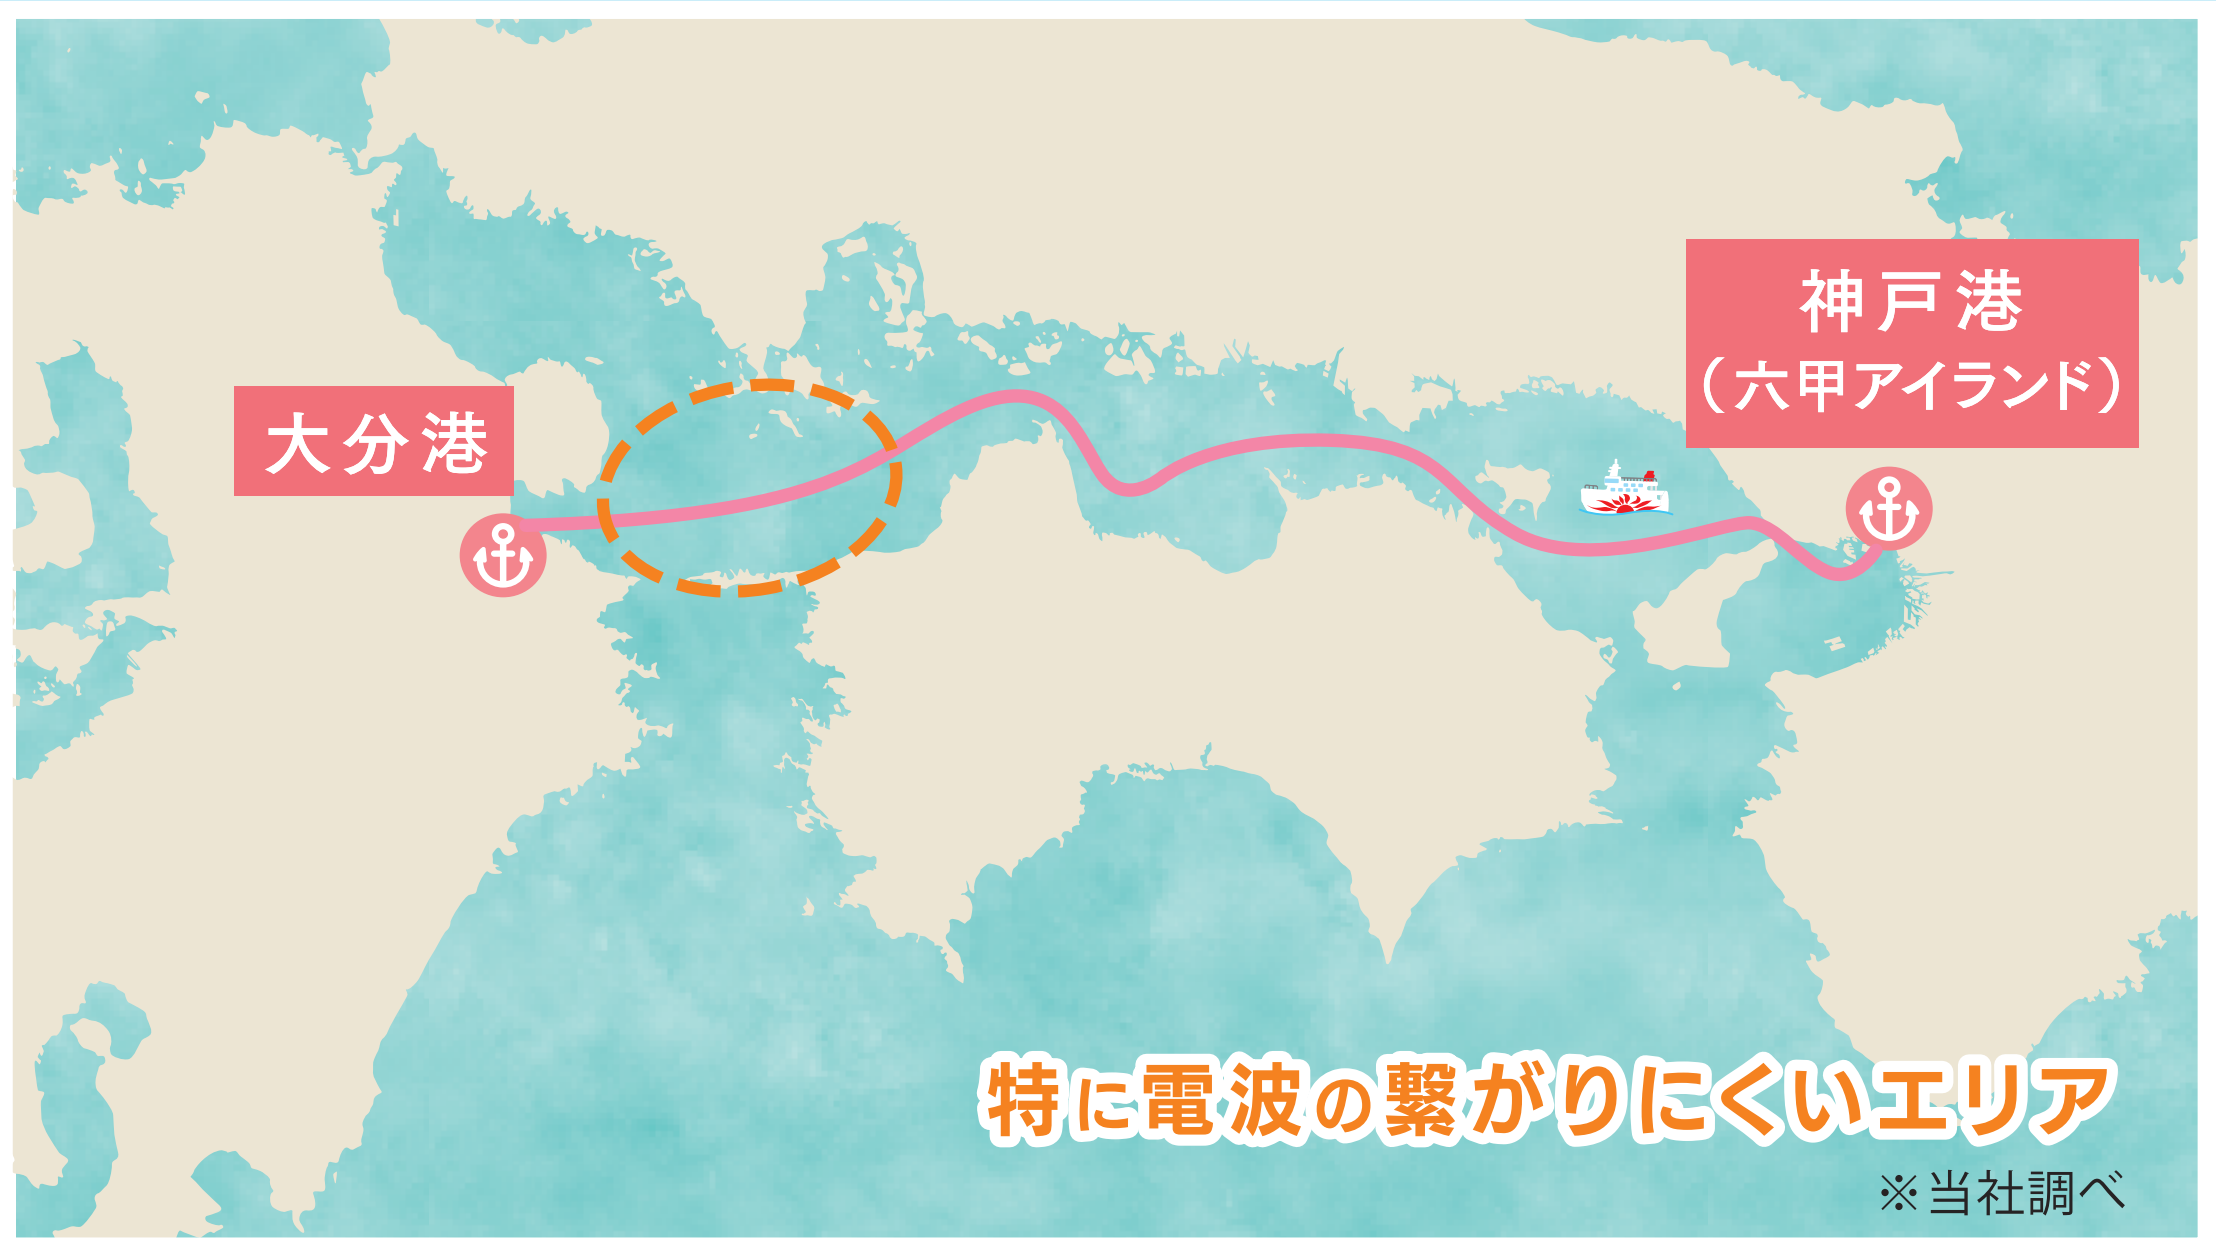 神戸港
（六甲アイランド）
大分港
特に電波の繋がりにくいエリア
※当社調べ